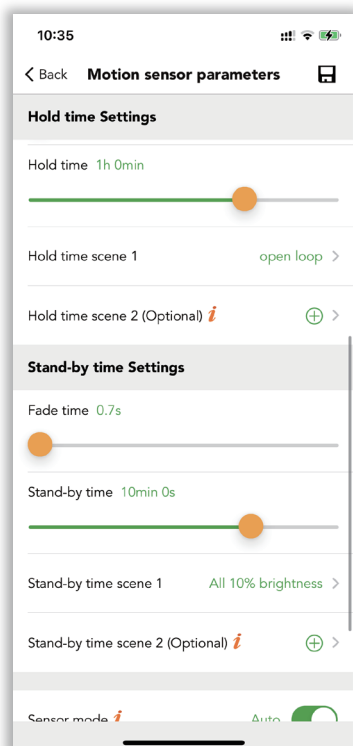 10:35
Back Motion sensor parameters
Hold time Settings
Hold time 1h 0min
Hold time scene 1 open loop
Hold time scene 2 (Optional) i
Stand-by time Settings
Fade time 0.7s
Stand-by time 10min 0s
Stand-by time scene 1 All 10% brightness
Stand-by time scene 2 (Optional) i
Sensor mode i Auto